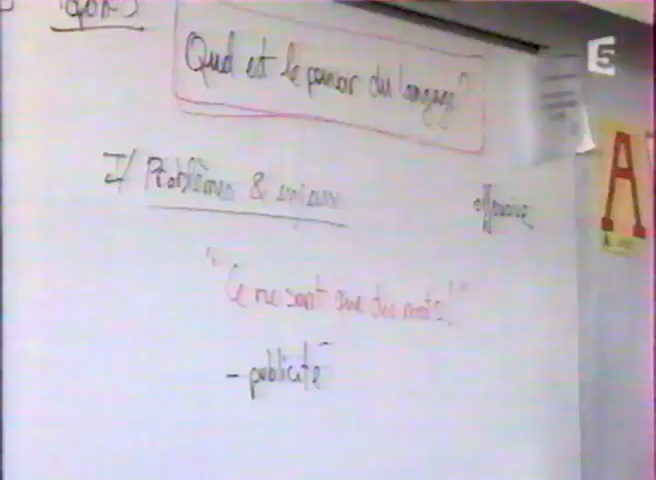 Quel est le pouvoir du langage ?
I/ Problèmes & enjeux
"Ce ne sont que des mots !"
- publicité
5
A